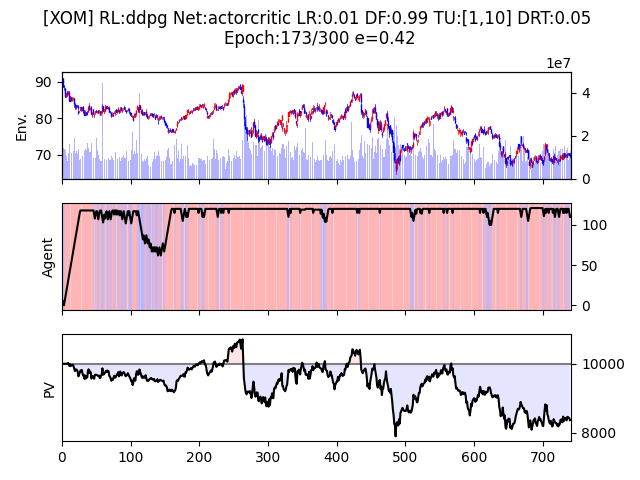 [XOM] RL:ddpg Net:actorcritic LR:0.01 DF:0.99 TU:[1,10] DRT:0.05
Epoch:173/300 e=0.42
1e7
Env.
90
80
70
4
2
0
Agent
100
50
0
PV
10000
8000
0 100 200 300 400 500 600 700